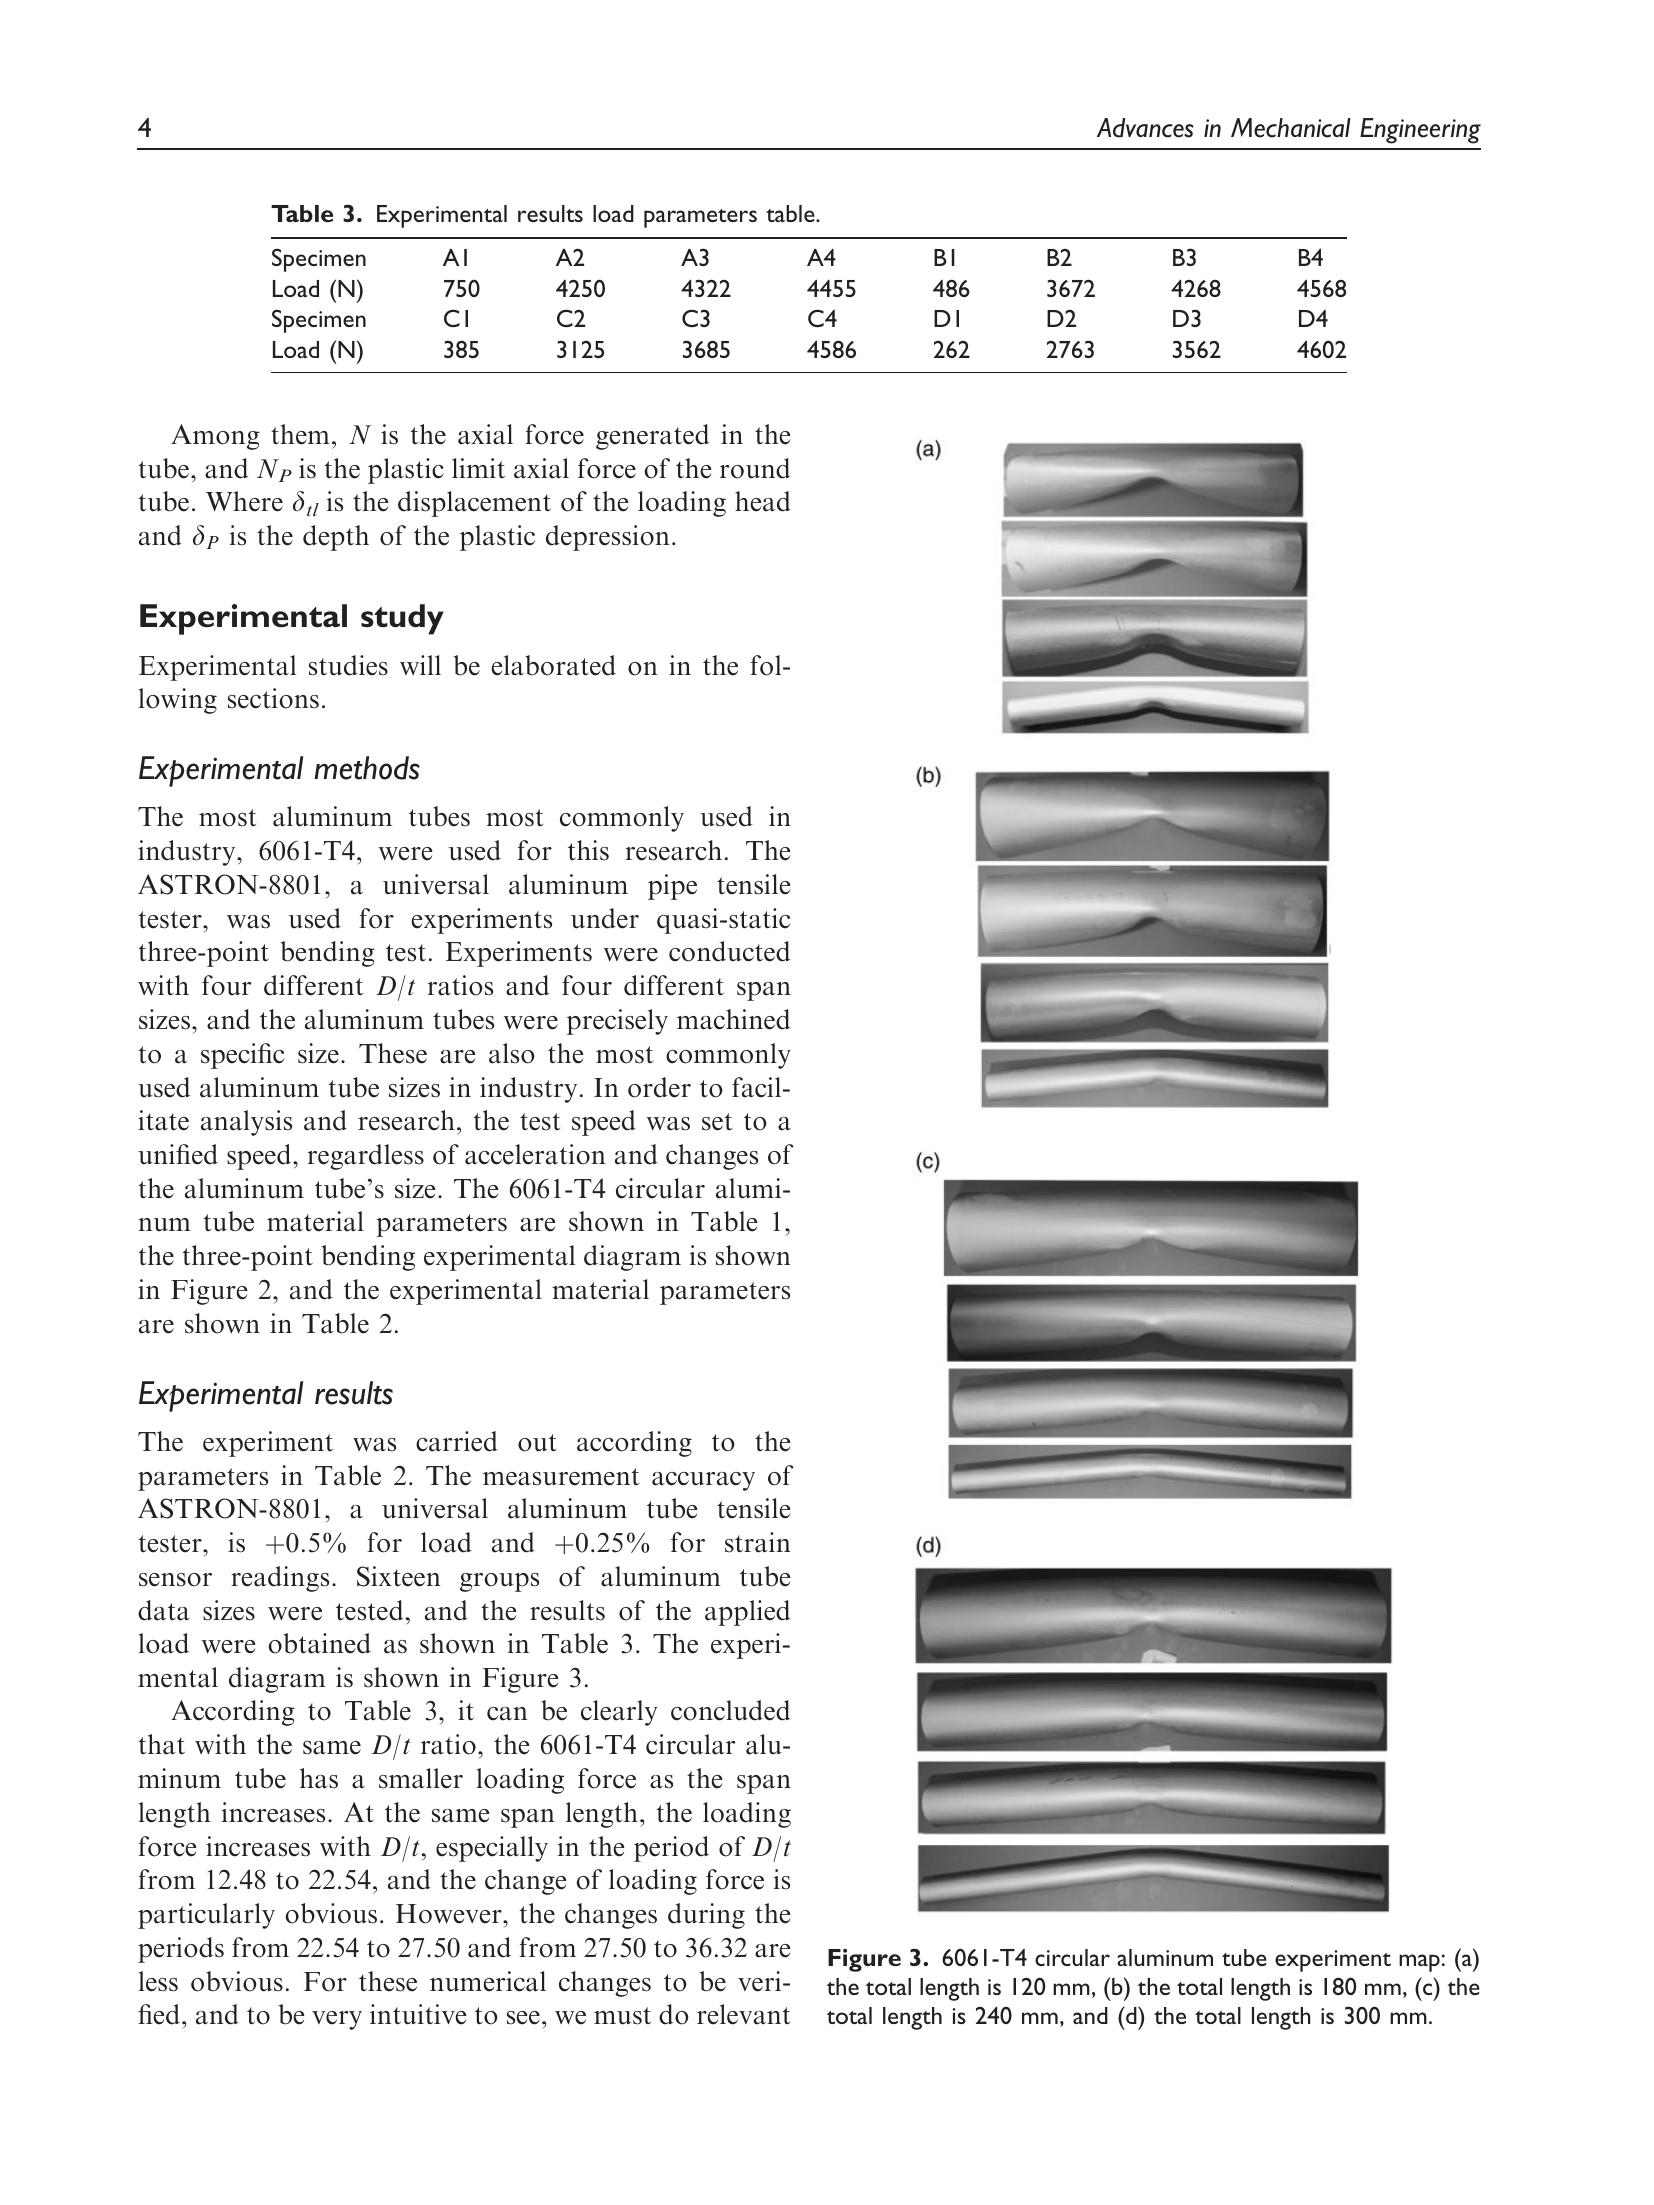 4
Advances in Mechanical Engineering
Table 3. Experimental results load parameters table.
Specimen A1 A2 A3 A4 B1 B2 B3 B4
Load (N) 750 4250 4322 4455 486 3672 4268 4568
Specimen C1 C2 C3 C4 D1 D2 D3 D4
Load (N) 385 3125 3685 4586 262 2763 3562 4602
Among them, N is the axial force generated in the
tube, and N_P is the plastic limit axial force of the round
tube. Where δ_tl is the displacement of the loading head
and δ_P is the depth of the plastic depression.
Experimental study
Experimental studies will be elaborated on in the fol-
lowing sections.
Experimental methods
The most aluminum tubes most commonly used in
industry, 6061-T4, were used for this research. The
ASTRON-8801, a universal aluminum pipe tensile
tester, was used for experiments under quasi-static
three-point bending test. Experiments were conducted
with four different D/t ratios and four different span
sizes, and the aluminum tubes were precisely machined
to a specific size. These are also the most commonly
used aluminum tube sizes in industry. In order to facil-
itate analysis and research, the test speed was set to a
unified speed, regardless of acceleration and changes of
the aluminum tube's size. The 6061-T4 circular alumi-
num tube material parameters are shown in Table 1,
the three-point bending experimental diagram is shown
in Figure 2, and the experimental material parameters
are shown in Table 2.
Experimental results
The experiment was carried out according to the
parameters in Table 2. The measurement accuracy of
ASTRON-8801, a universal aluminum tube tensile
tester, is +0.5% for load and +0.25% for strain
sensor readings. Sixteen groups of aluminum tube
data sizes were tested, and the results of the applied
load were obtained as shown in Table 3. The experi-
mental diagram is shown in Figure 3.
According to Table 3, it can be clearly concluded
that with the same D/t ratio, the 6061-T4 circular alu-
minum tube has a smaller loading force as the span
length increases. At the same span length, the loading
force increases with D/t, especially in the period of D/t
from 12.48 to 22.54, and the change of loading force is
particularly obvious. However, the changes during the
periods from 22.54 to 27.50 and from 27.50 to 36.32 are
less obvious. For these numerical changes to be veri-
fied, and to be very intuitive to see, we must do relevant
(a)
(b)
(c)
(d)
Figure 3. 6061-T4 circular aluminum tube experiment map: (a)
the total length is 120 mm, (b) the total length is 180 mm, (c) the
total length is 240 mm, and (d) the total length is 300 mm.